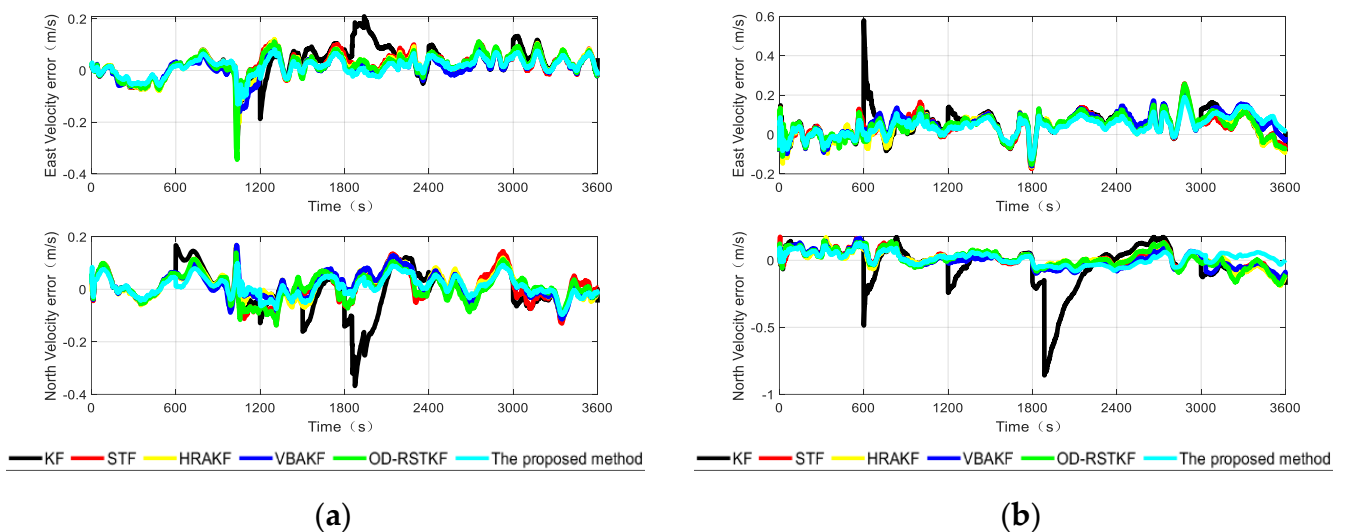 East Velocity error（m/s）
0.2
0
-0.2
-0.4
0 600 1200 1800 2400 3000 3600
Time（s）
North Velocity error（m/s）
0.2
0
-0.2
-0.4
0 600 1200 1800 2400 3000 3600
Time（s）
KF STF HRAKF VBAKF OD-RSTKF The proposed method
(a)
East Velocity error（m/s）
0.6
0.4
0.2
0
-0.2
0 600 1200 1800 2400 3000 3600
Time（s）
North Velocity error（m/s）
0
-0.5
-1
0 600 1200 1800 2400 3000 3600
Time（s）
KF STF HRAKF VBAKF OD-RSTKF The proposed method
(b)